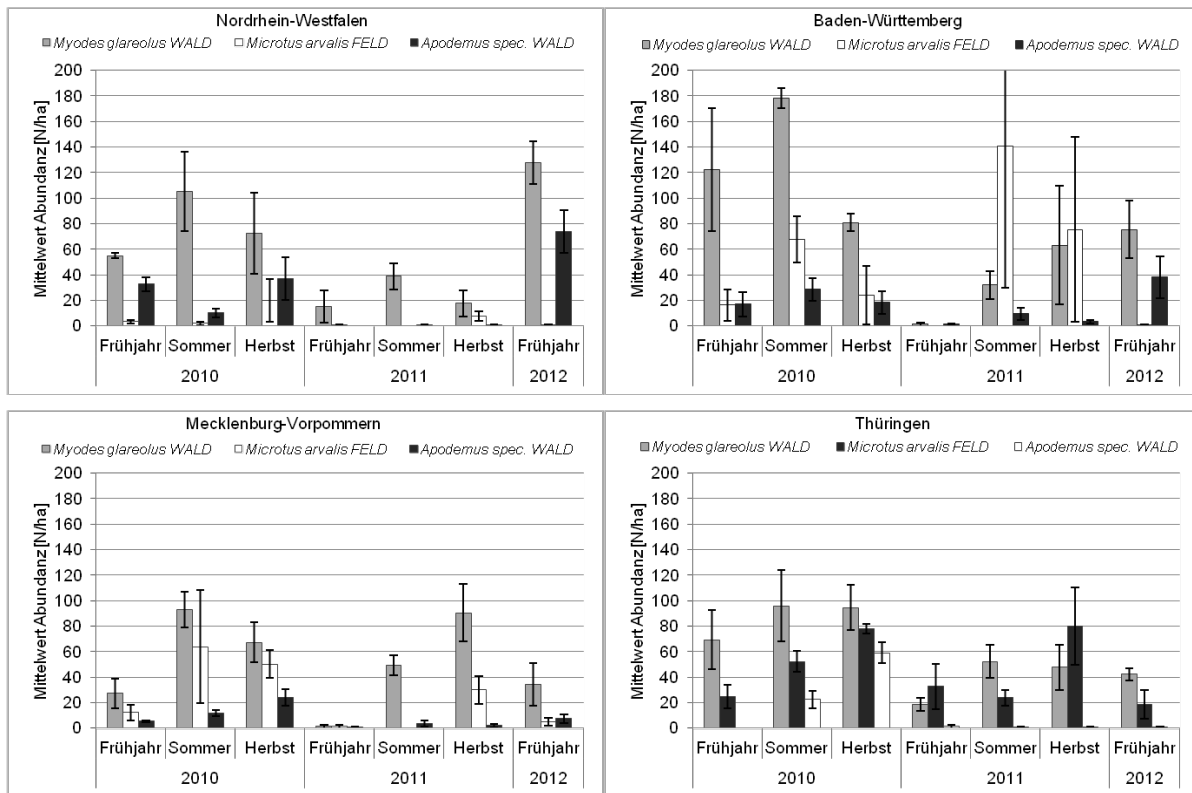 Nordrhein-Westfalen
Myodes glareolus WALD Microtus arvalis FELD Apodemus spec. WALD
Mittelwert Abundanz [N/ha]
200
180
160
140
120
100
80
60
40
20
0
Frühjahr Sommer Herbst Frühjahr Sommer Herbst Frühjahr
2010 2011 2012
Baden-Württemberg
Myodes glareolus WALD Microtus arvalis FELD Apodemus spec. WALD
Mittelwert Abundanz [N/ha]
200
180
160
140
120
100
80
60
40
20
0
Frühjahr Sommer Herbst Frühjahr Sommer Herbst Frühjahr
2010 2011 2012
Mecklenburg-Vorpommern
Myodes glareolus WALD Microtus arvalis FELD Apodemus spec. WALD
Mittelwert Abundanz [N/ha]
200
180
160
140
120
100
80
60
40
20
0
Frühjahr Sommer Herbst Frühjahr Sommer Herbst Frühjahr
2010 2011 2012
Thüringen
Myodes glareolus WALD Microtus arvalis FELD Apodemus spec. WALD
Mittelwert Abundanz [N/ha]
200
180
160
140
120
100
80
60
40
20
0
Frühjahr Sommer Herbst Frühjahr Sommer Herbst Frühjahr
2010 2011 2012